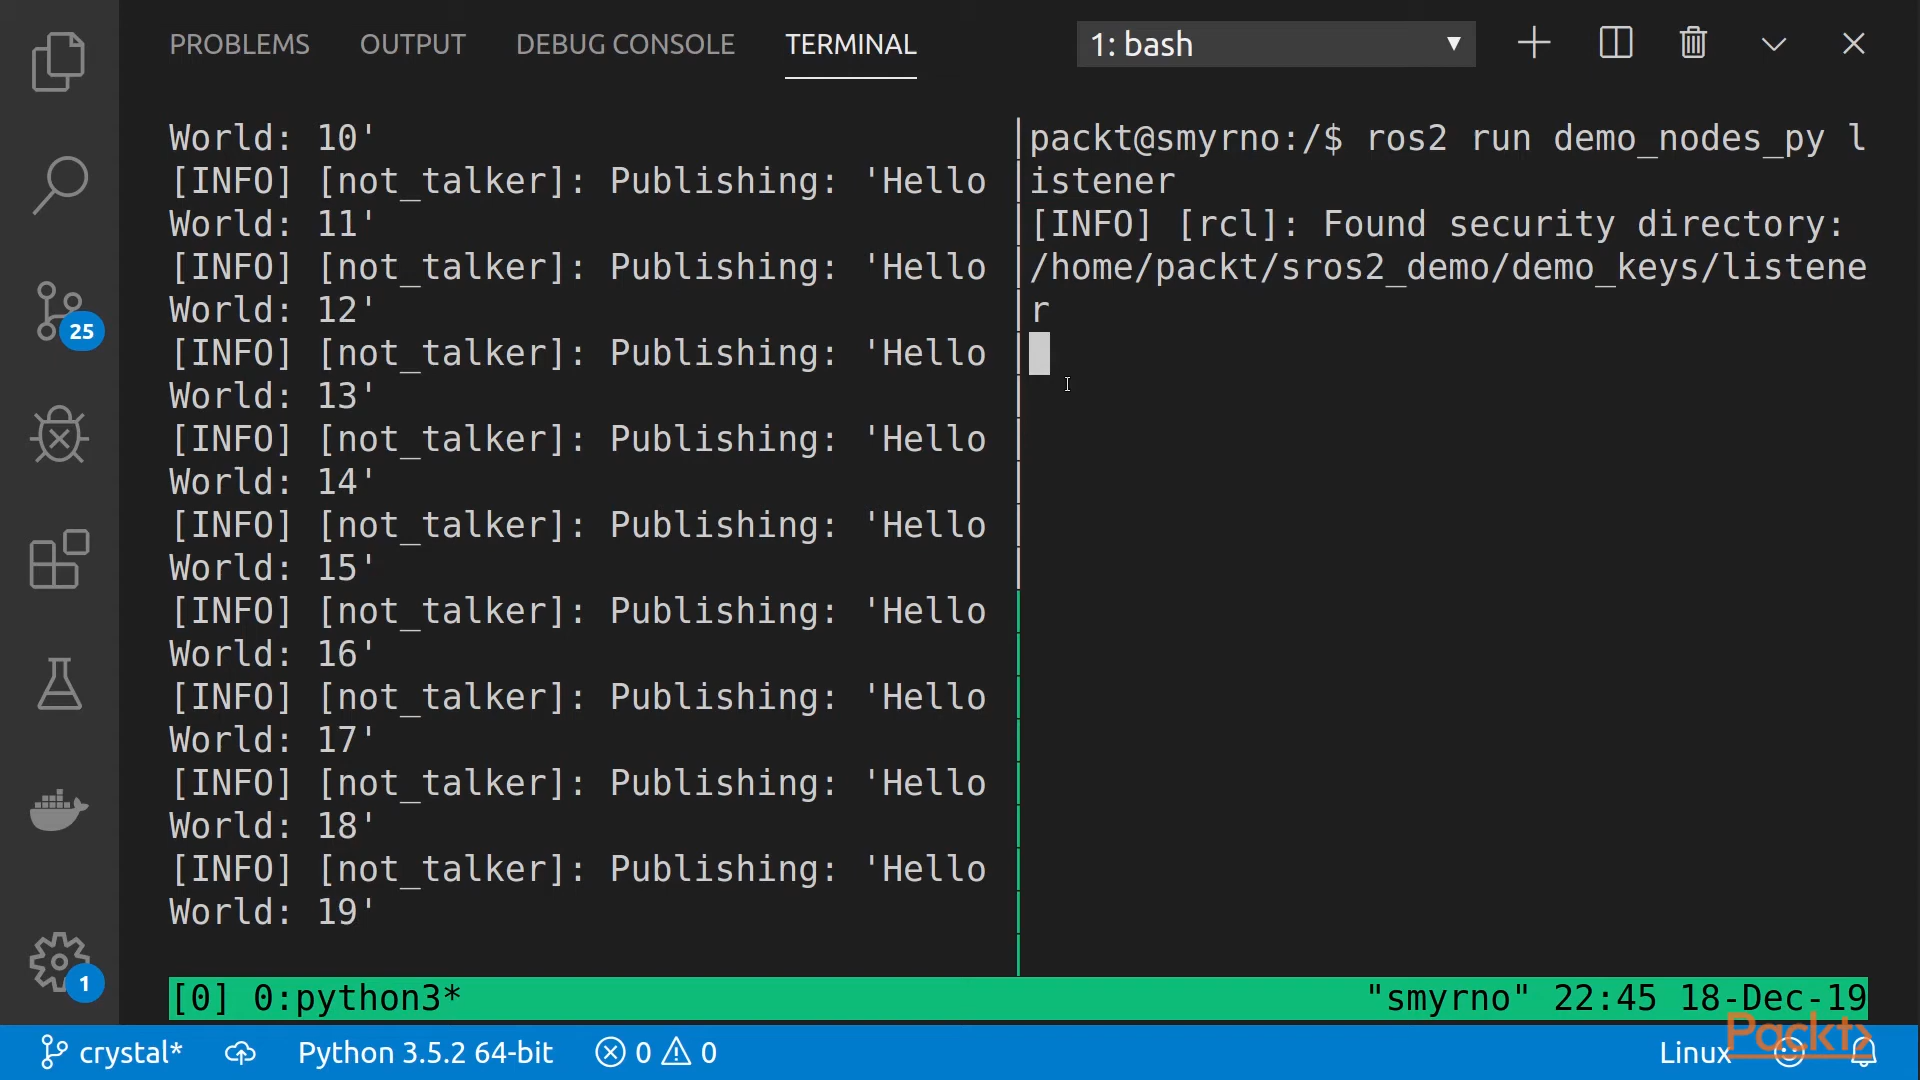 PROBLEMS OUTPUT DEBUG CONSOLE TERMINAL 1: bash
World: 10'
[INFO] [not_talker]: Publishing: 'Hello
World: 11'
[INFO] [not_talker]: Publishing: 'Hello
World: 12'
[INFO] [not_talker]: Publishing: 'Hello
World: 13'
[INFO] [not_talker]: Publishing: 'Hello
World: 14'
[INFO] [not_talker]: Publishing: 'Hello
World: 15'
[INFO] [not_talker]: Publishing: 'Hello
World: 16'
[INFO] [not_talker]: Publishing: 'Hello
World: 17'
[INFO] [not_talker]: Publishing: 'Hello
World: 18'
[INFO] [not_talker]: Publishing: 'Hello
World: 19'
packt@smyrno:/$ ros2 run demo_nodes_py l
istener
[INFO] [rcl]: Found security directory:
/home/packt/sros2_demo/demo_keys/listene
r
25
1
[0] 0:python3* "smyrno" 22:45 18-Dec-19
crystal* Python 3.5.2 64-bit 0 0 Linux
Packt>